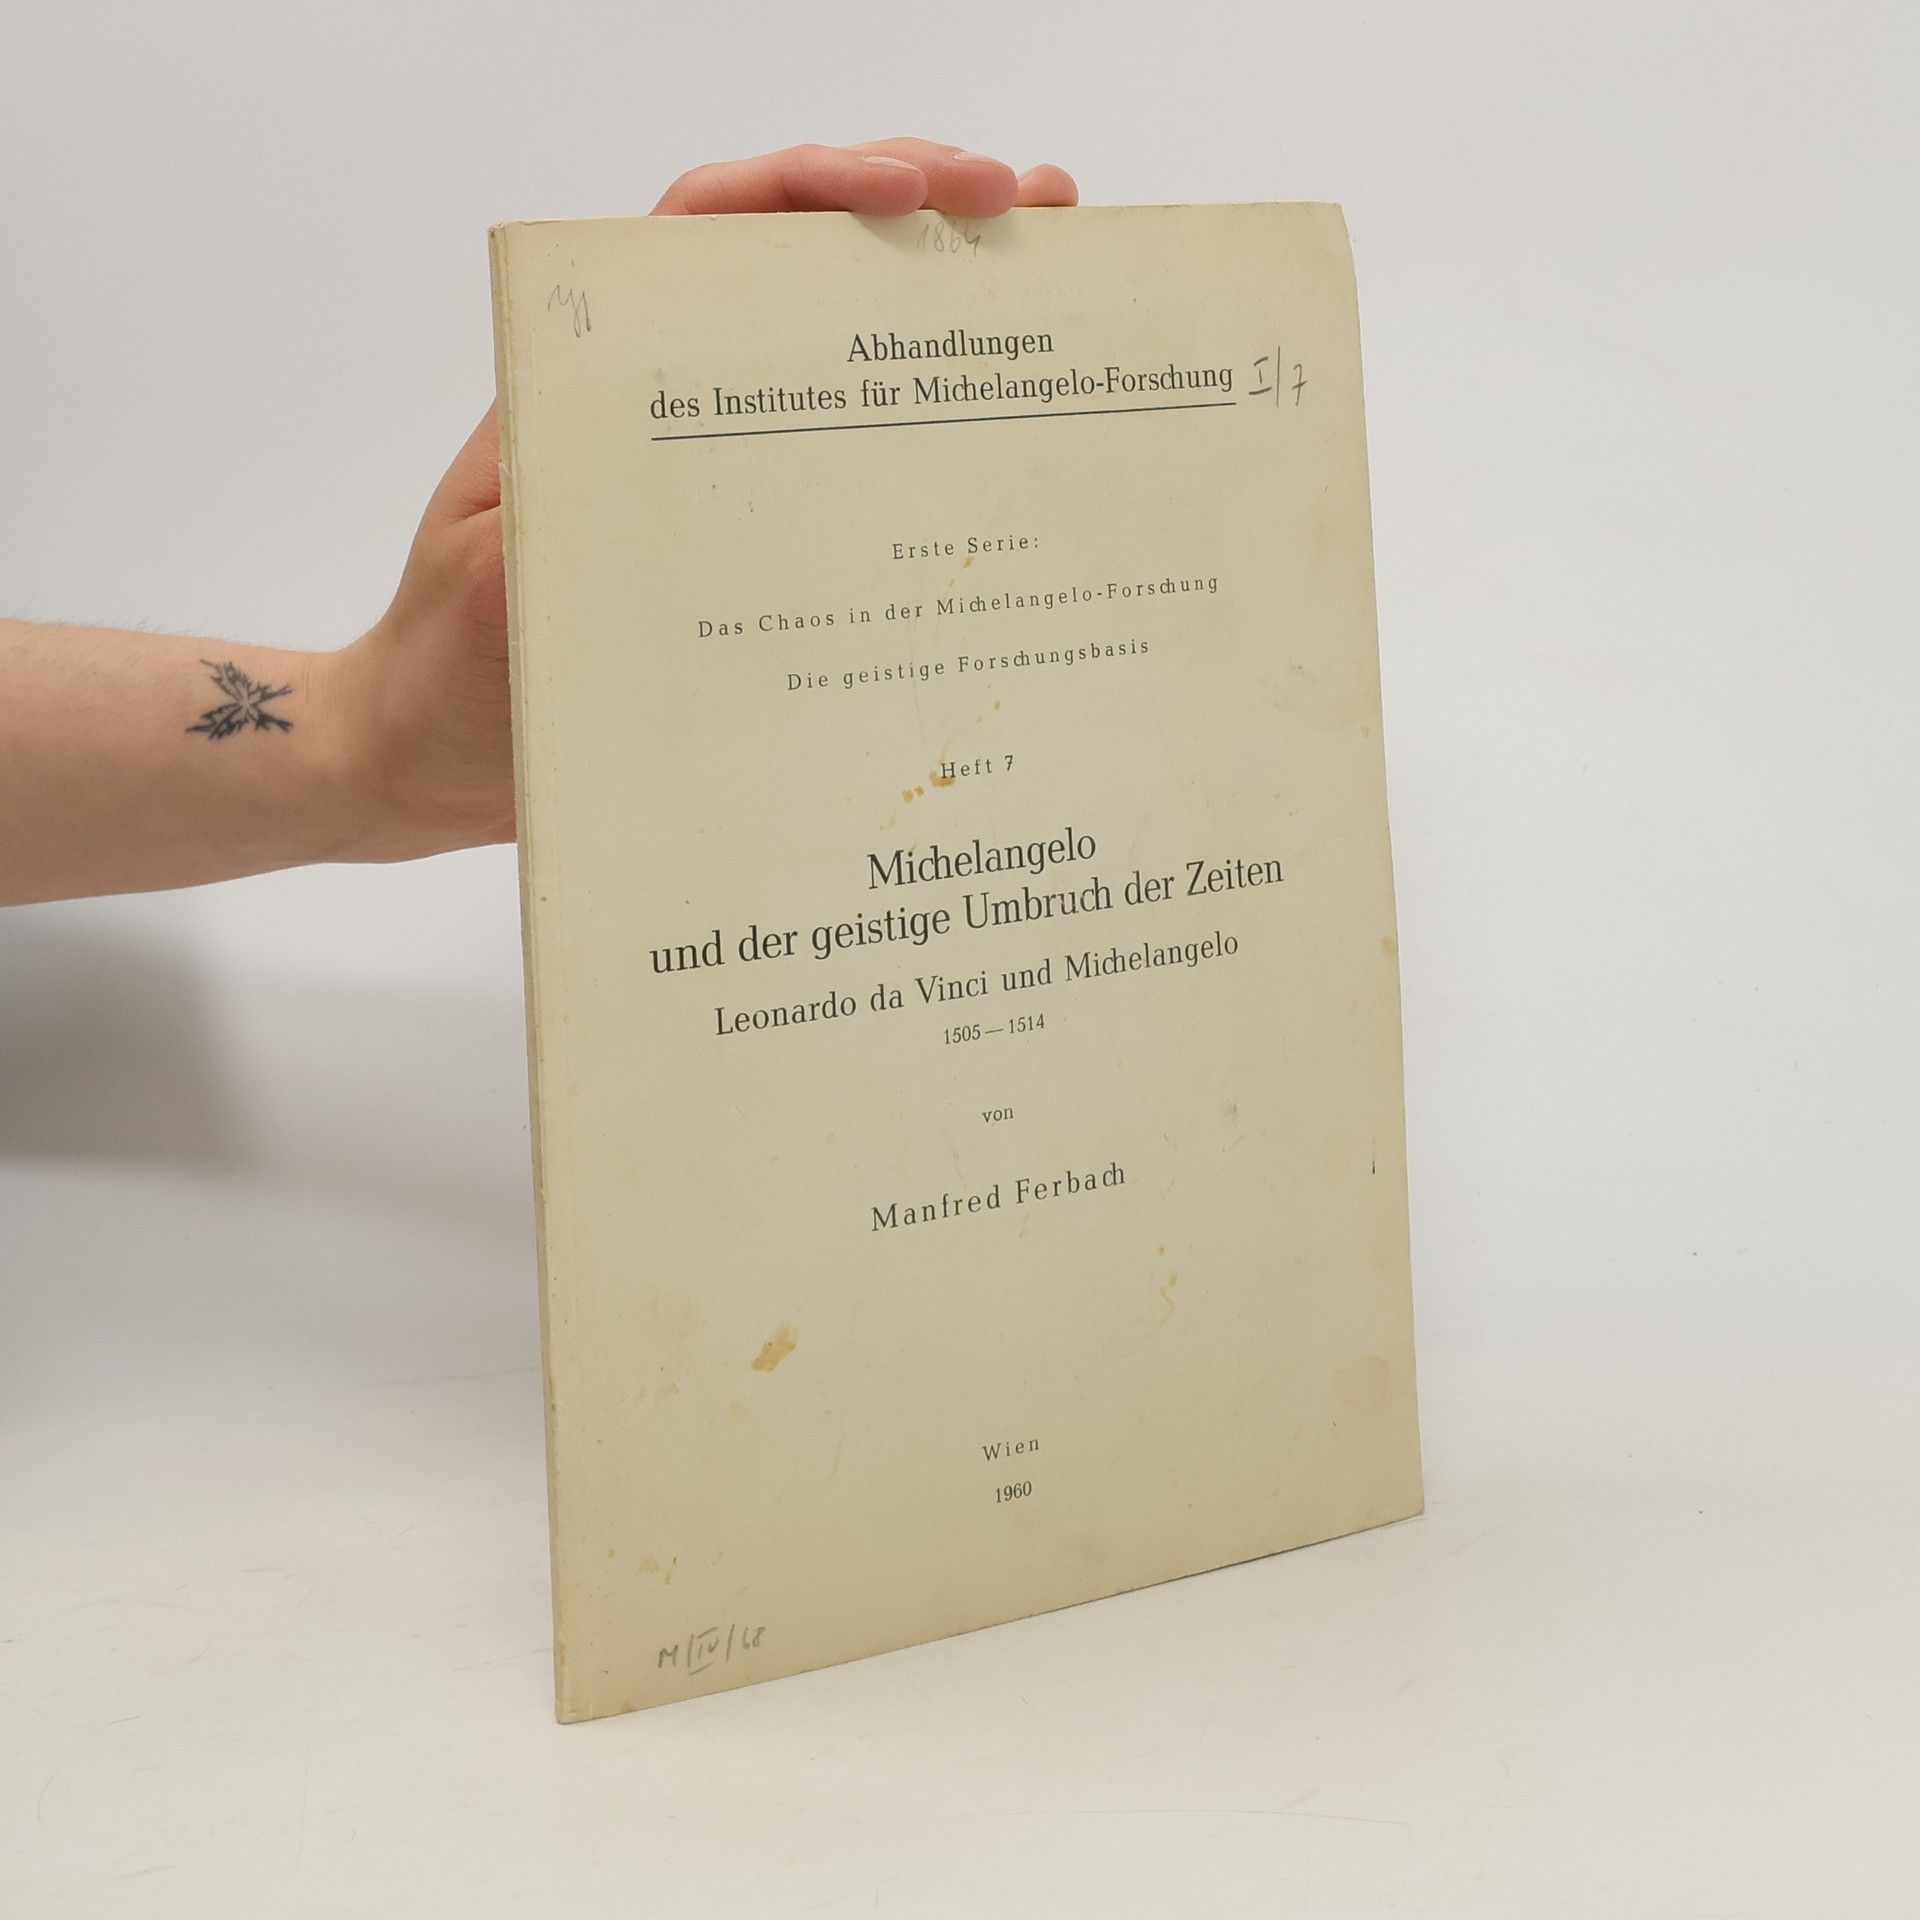 1864
Abhandlungen
des Institutes für Michelangelo-Forschung I/7
Erste Serie:
Das Chaos in der Michelangelo-Forschung
Die geistige Forschungsbasis
Heft 7
Michelangelo
und der geistige Umbruch der Zeiten
Leonardo da Vinci und Michelangelo
1505 — 1514
von
Manfred Ferbach
Wien
1960
M/IV/68